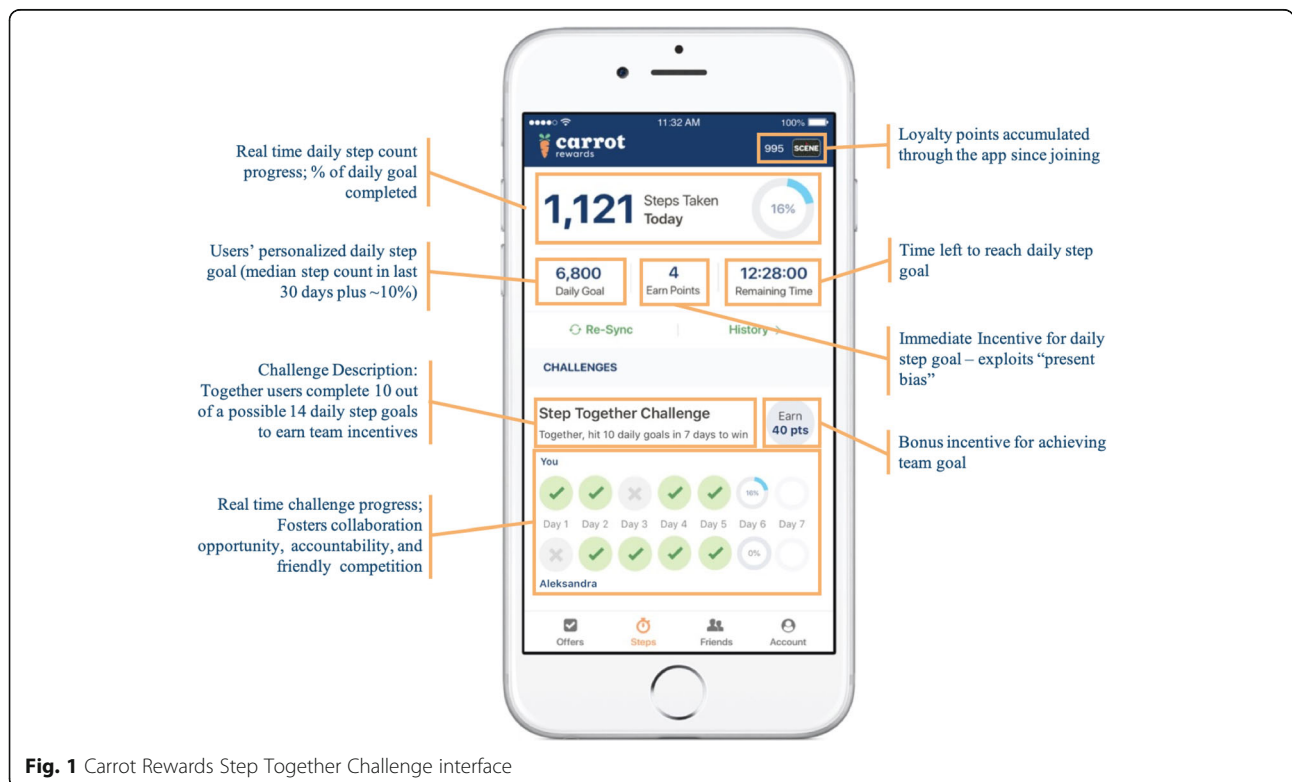 11:32 AM
100%
carrot
rewards
995 SCENE
1,121 Steps Taken
Today
16%
6,800
Daily Goal
4
Earn Points
12:28:00
Remaining Time
Re-Sync
History >
CHALLENGES
Step Together Challenge
Together, hit 10 daily goals in 7 days to win
Earn
40 pts
You
16%
Day 1 Day 2 Day 3 Day 4 Day 5 Day 6 Day 7
0%
Aleksandra
Offers Steps Friends Account
Real time daily step count
progress; % of daily goal
completed
Users’ personalized daily step
goal (median step count in last
30 days plus ~10%)
Challenge Description:
Together users complete 10 out
of a possible 14 daily step goals
to earn team incentives
Real time challenge progress;
Fosters collaboration
opportunity, accountability, and
friendly competition
Loyalty points accumulated
through the app since joining
Time left to reach daily step
goal
Immediate Incentive for daily
step goal – exploits “present
bias”
Bonus incentive for achieving
team goal
Fig. 1 Carrot Rewards Step Together Challenge interface